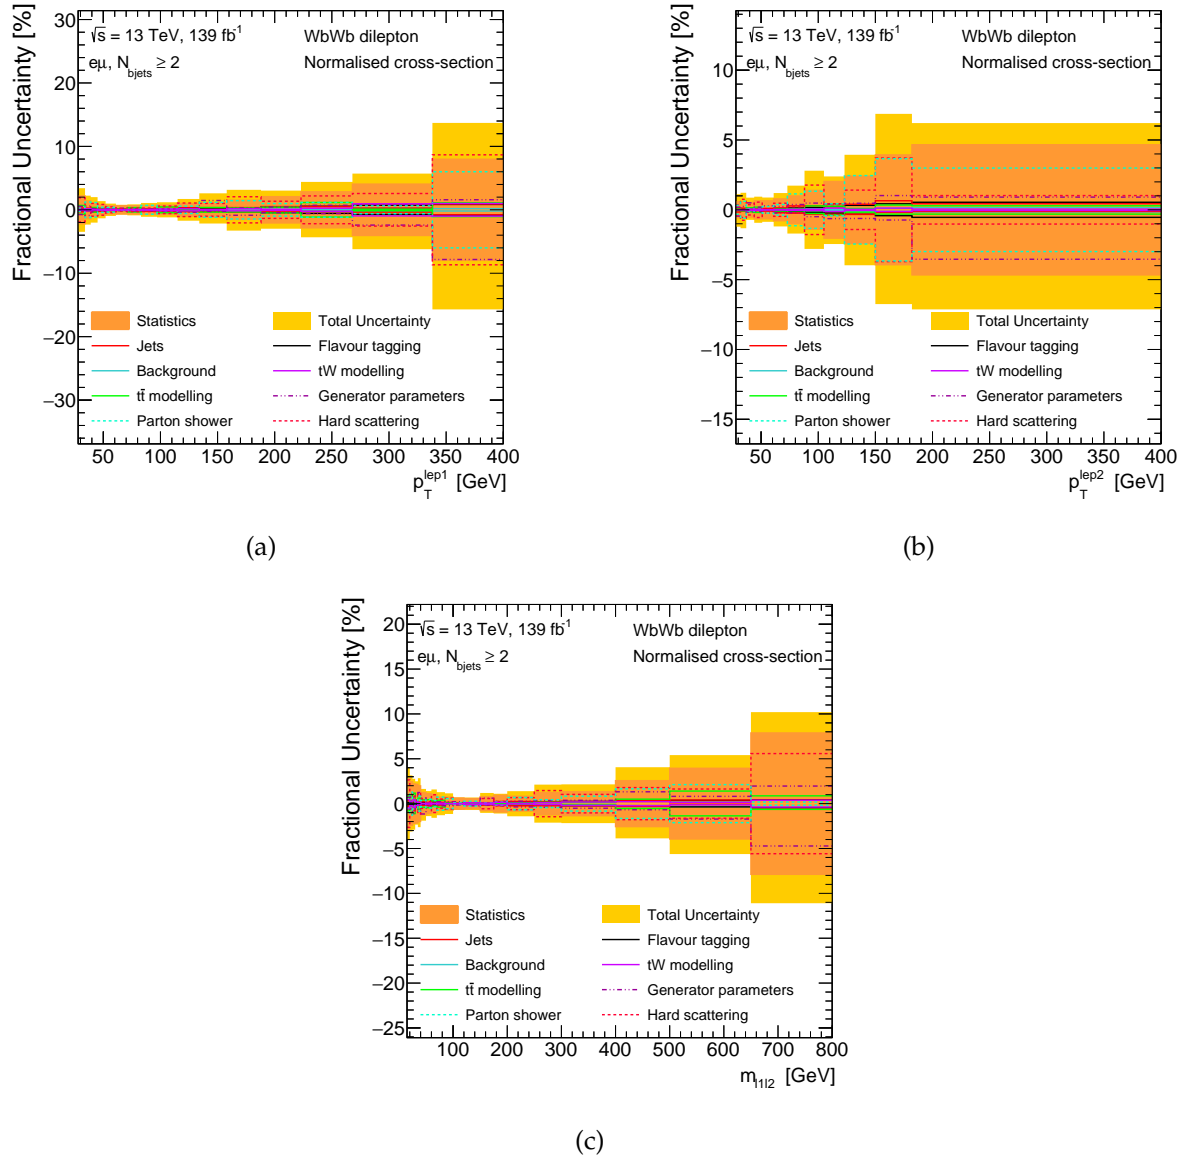 Fractional Uncertainty [%]
30
20
10
0
−10
−20
−30
√s = 13 TeV, 139 fb-1
eμ, Nbjets ≥ 2
WbWb dilepton
Normalised cross-section
Statistics
Total Uncertainty
Jets
Flavour tagging
Background
tW modelling
tt̄ modelling
Generator parameters
Parton shower
Hard scattering
50 100 150 200 250 300 350 400
pTlep1 [GeV]
(a)
Fractional Uncertainty [%]
10
5
0
−5
−10
−15
√s = 13 TeV, 139 fb-1
eμ, Nbjets ≥ 2
WbWb dilepton
Normalised cross-section
Statistics
Total Uncertainty
Jets
Flavour tagging
Background
tW modelling
tt̄ modelling
Generator parameters
Parton shower
Hard scattering
50 100 150 200 250 300 350 400
pTlep2 [GeV]
(b)
Fractional Uncertainty [%]
20
15
10
5
0
−5
−10
−15
−20
−25
√s = 13 TeV, 139 fb-1
eμ, Nbjets ≥ 2
WbWb dilepton
Normalised cross-section
Statistics
Total Uncertainty
Jets
Flavour tagging
Background
tW modelling
tt̄ modelling
Generator parameters
Parton shower
Hard scattering
100 200 300 400 500 600 700 800
ml1l2 [GeV]
(c)